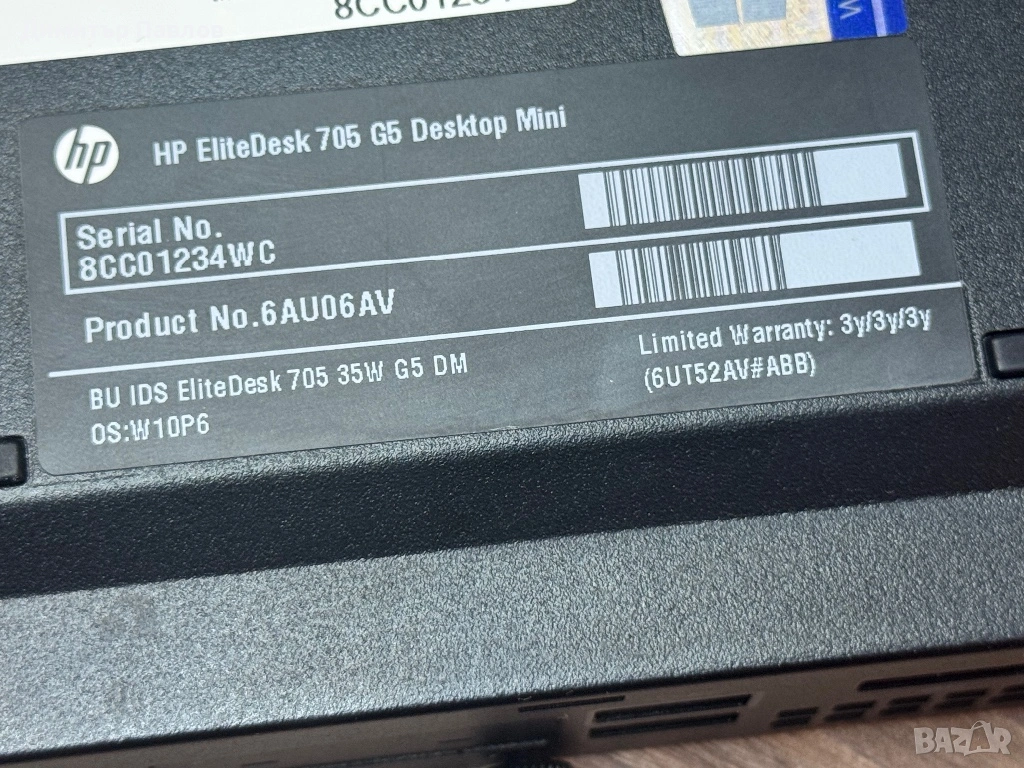 hp
HP EliteDesk 705 G5 Desktop Mini
Serial No.
8CC01234WC
Product No.6AU06AV
BU IDS EliteDesk 705 35W G5 DM
OS:W10P6
Limited Warranty: 3y/3y/3y
(6UT52AV#ABB)
BAZAR